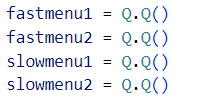 fastmenu1 = Q.Q()
fastmenu2 = Q.Q()
slowmenu1 = Q.Q()
slowmenu2 = Q.Q()